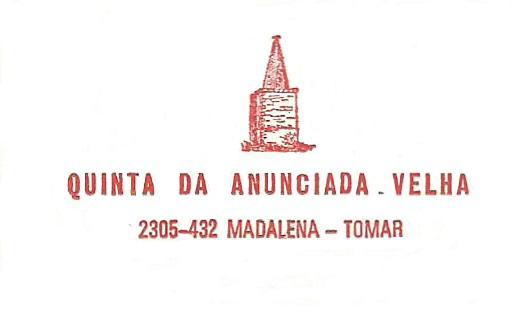 QUINTA DA ANUNCIADA - VELHA
2305-432 MADALENA - TOMAR